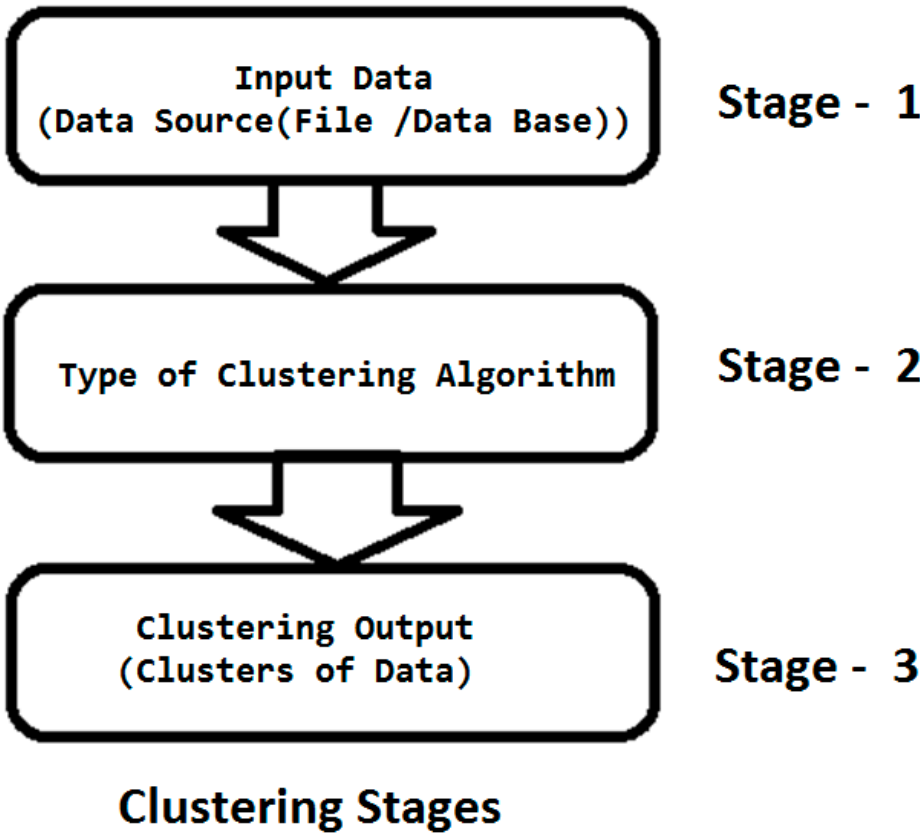 Input Data
(Data Source(File /Data Base))
Stage - 1
Type of Clustering Algorithm
Stage - 2
Clustering Output
(Clusters of Data)
Stage - 3
Clustering Stages